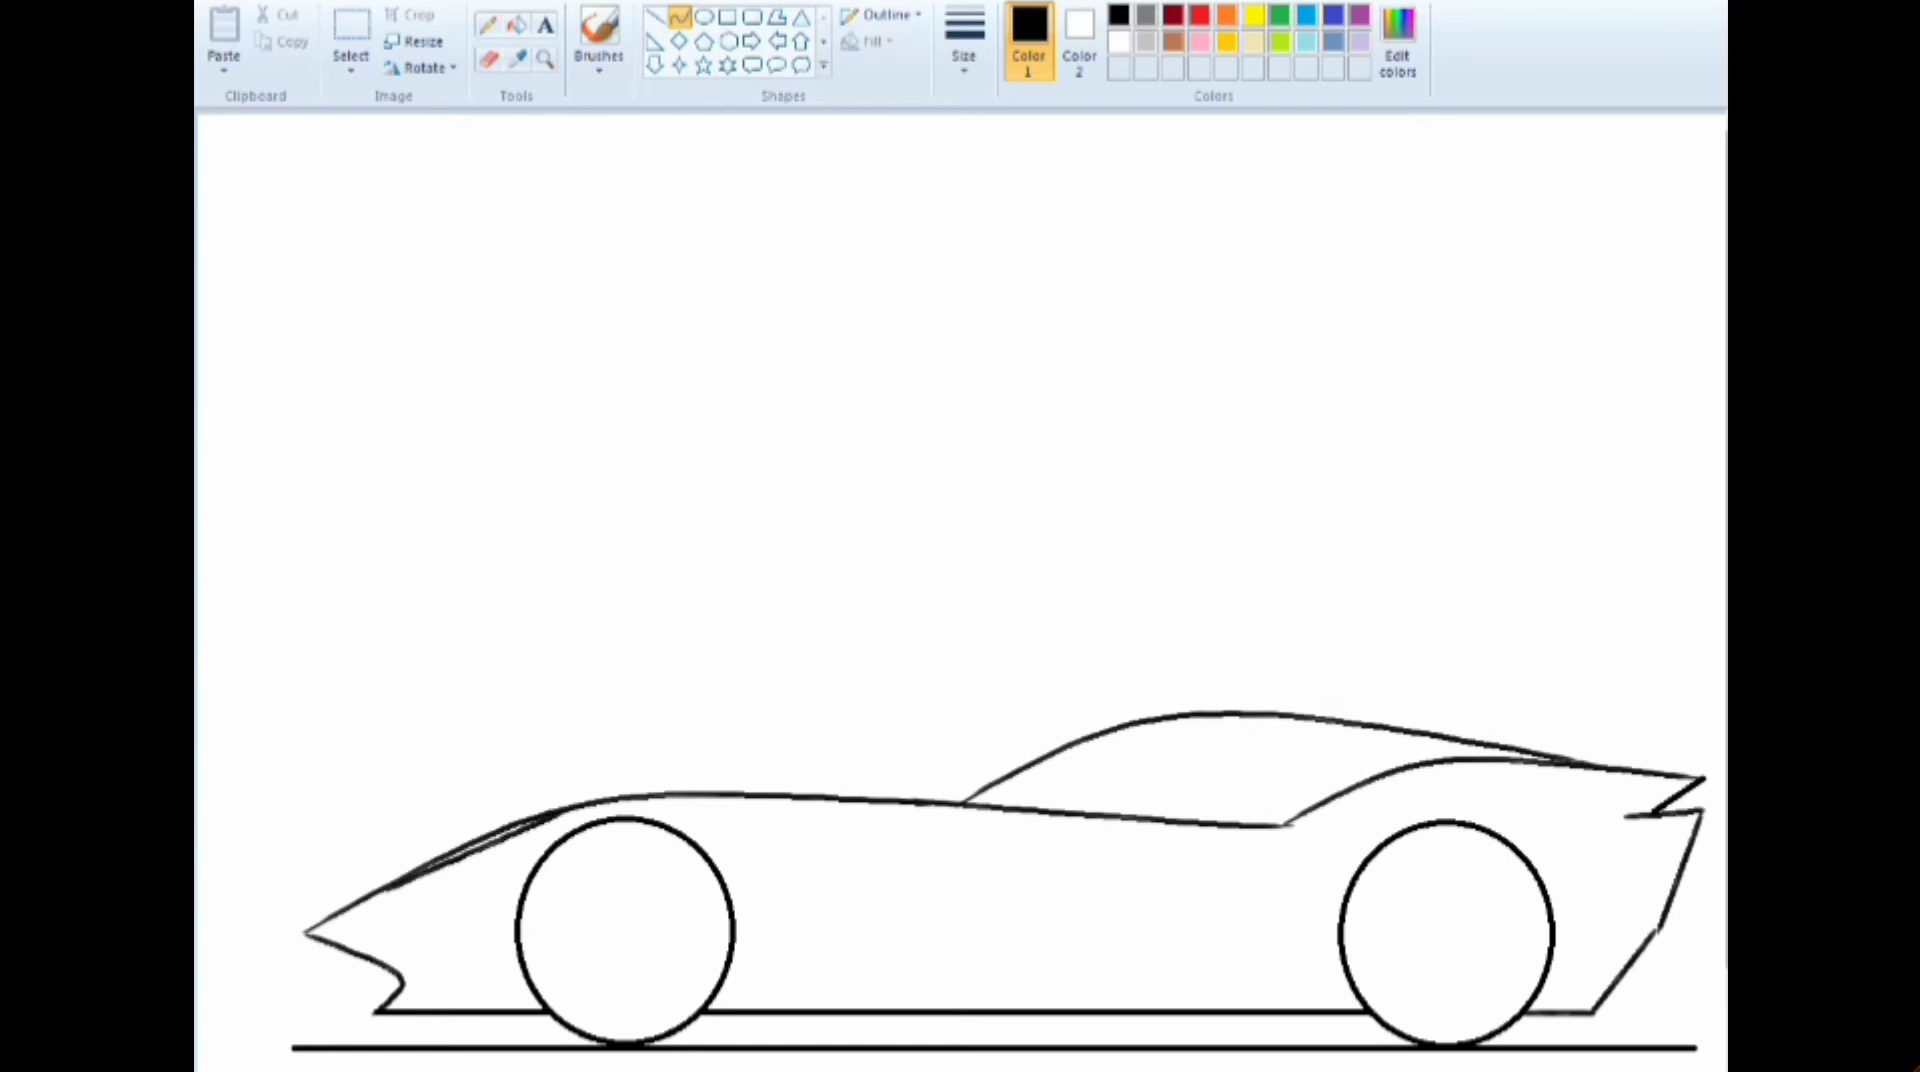 Paste
Cut
Copy
Clipboard
Select
Crop
Resize
Rotate
Image
A
Tools
Brushes
Shapes
Outline
Fill
Size
Color
1
Color
2
Edit
colors
Colors